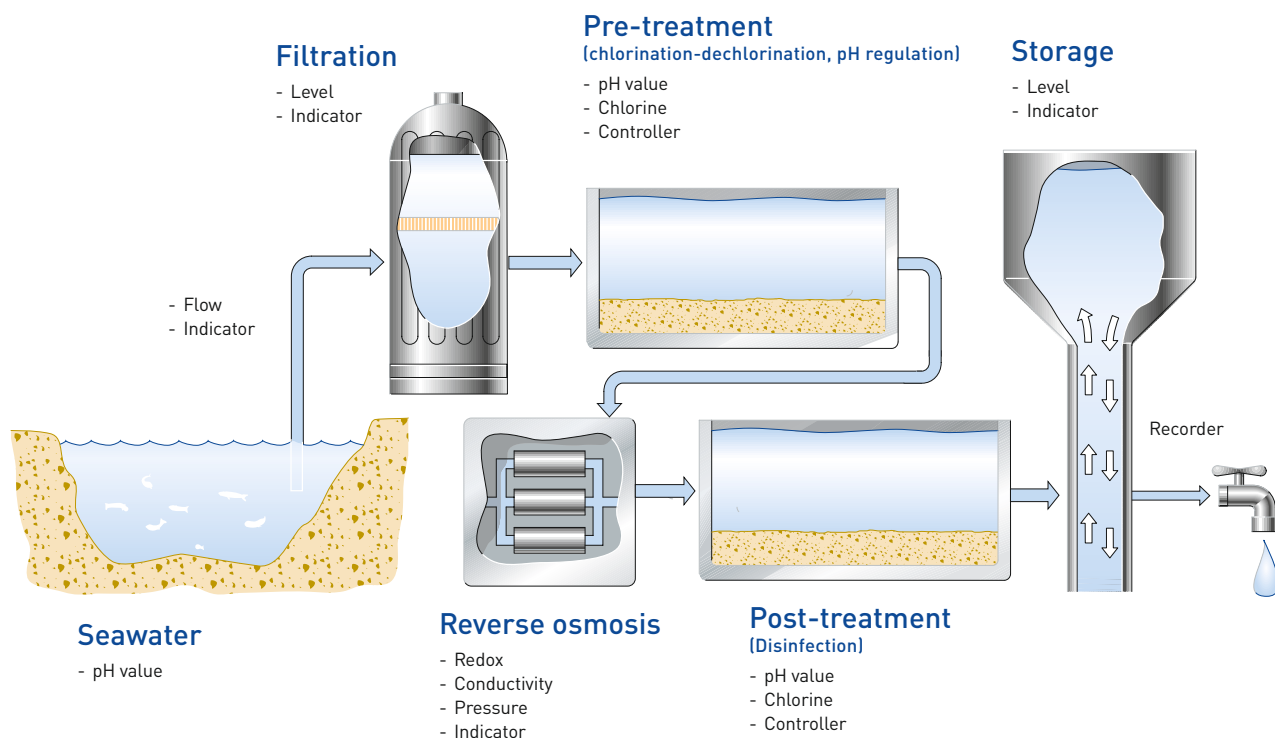 Filtration
- Level
- Indicator
Pre-treatment
(chlorination-dechlorination, pH regulation)
- pH value
- Chlorine
- Controller
Storage
- Level
- Indicator
- Flow
- Indicator
Recorder
Seawater
- pH value
Reverse osmosis
- Redox
- Conductivity
- Pressure
- Indicator
Post-treatment
(Disinfection)
- pH value
- Chlorine
- Controller